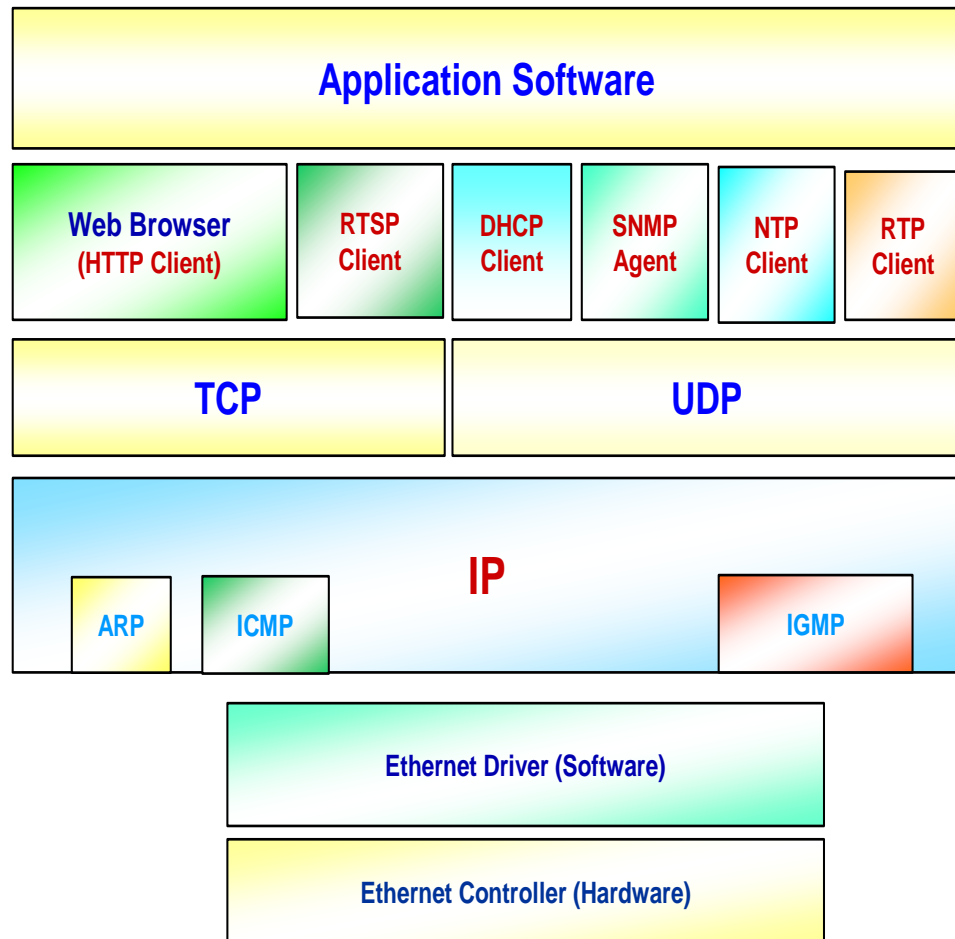 Application Software
Web Browser
(HTTP Client)
RTSP
Client
DHCP
Client
SNMP
Agent
NTP
Client
RTP
Client
TCP
UDP
IP
ARP
ICMP
IGMP
Ethernet Driver (Software)
Ethernet Controller (Hardware)